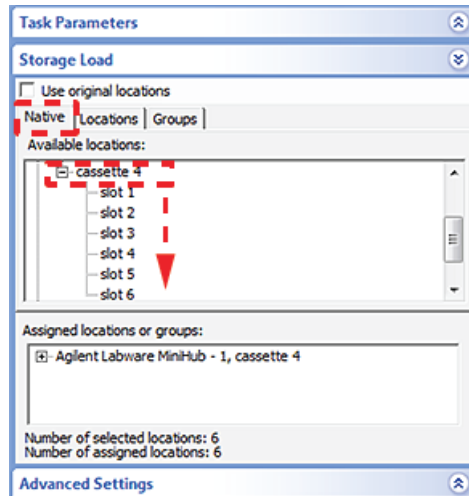 Task Parameters
Storage Load
Use original locations
Native Locations Groups
Available locations:
cassette 4
slot 1
slot 2
slot 3
slot 4
slot 5
slot 6
Assigned locations or groups:
Agilent Labware MiniHub - 1, cassette 4
Number of selected locations: 6
Number of assigned locations: 6
Advanced Settings